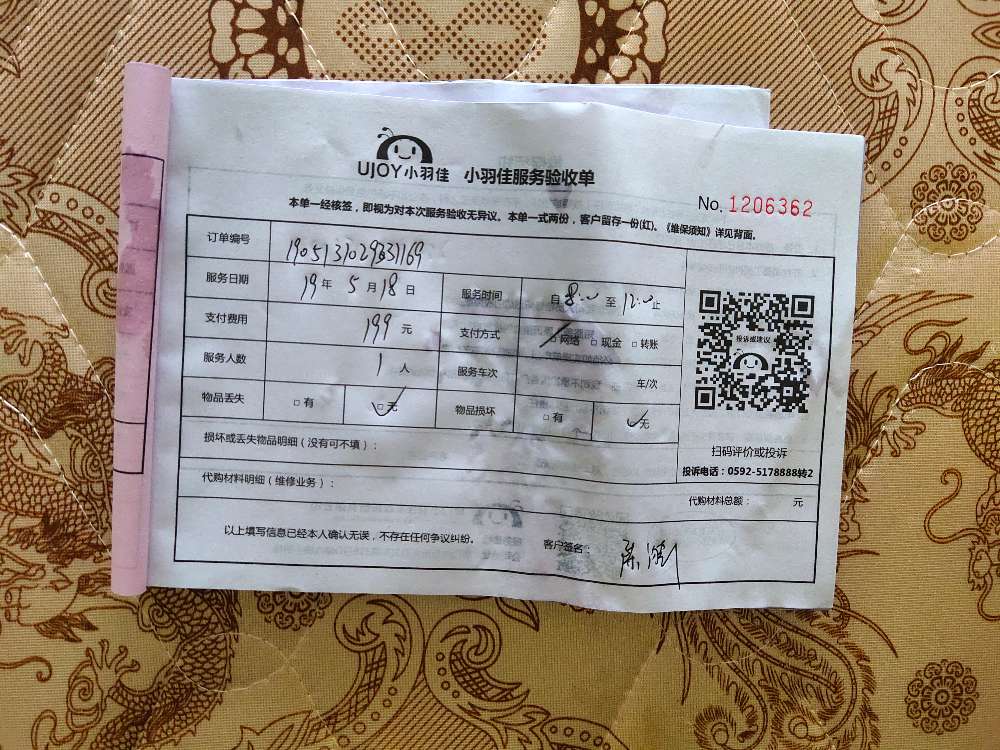 UJOY小羽佳 小羽佳服务验收单
No. 1206362
本单一经核签，即视为对本次服务验收无异议。本单一式两份，客户留存一份(红)。《维保须知》详见背面。
订单编号
服务日期 19年 5月18日 服务时间 自 8:00 至 12:00 止
支付费用 199 元 支付方式 □网络 □现金 □转账
服务人数 1 人 服务车次 车/次
物品丢失 □有 □无 物品损坏 □有 □无
投诉或建议
损坏或丢失物品明细（没有可不填）：
扫码评价或投诉
投诉电话：0592-5178888转2
代购材料明细（维修业务）： 代购材料总额： 元
以上填写信息已经本人确认无误，不存在任何争议纠纷。 客户签名：